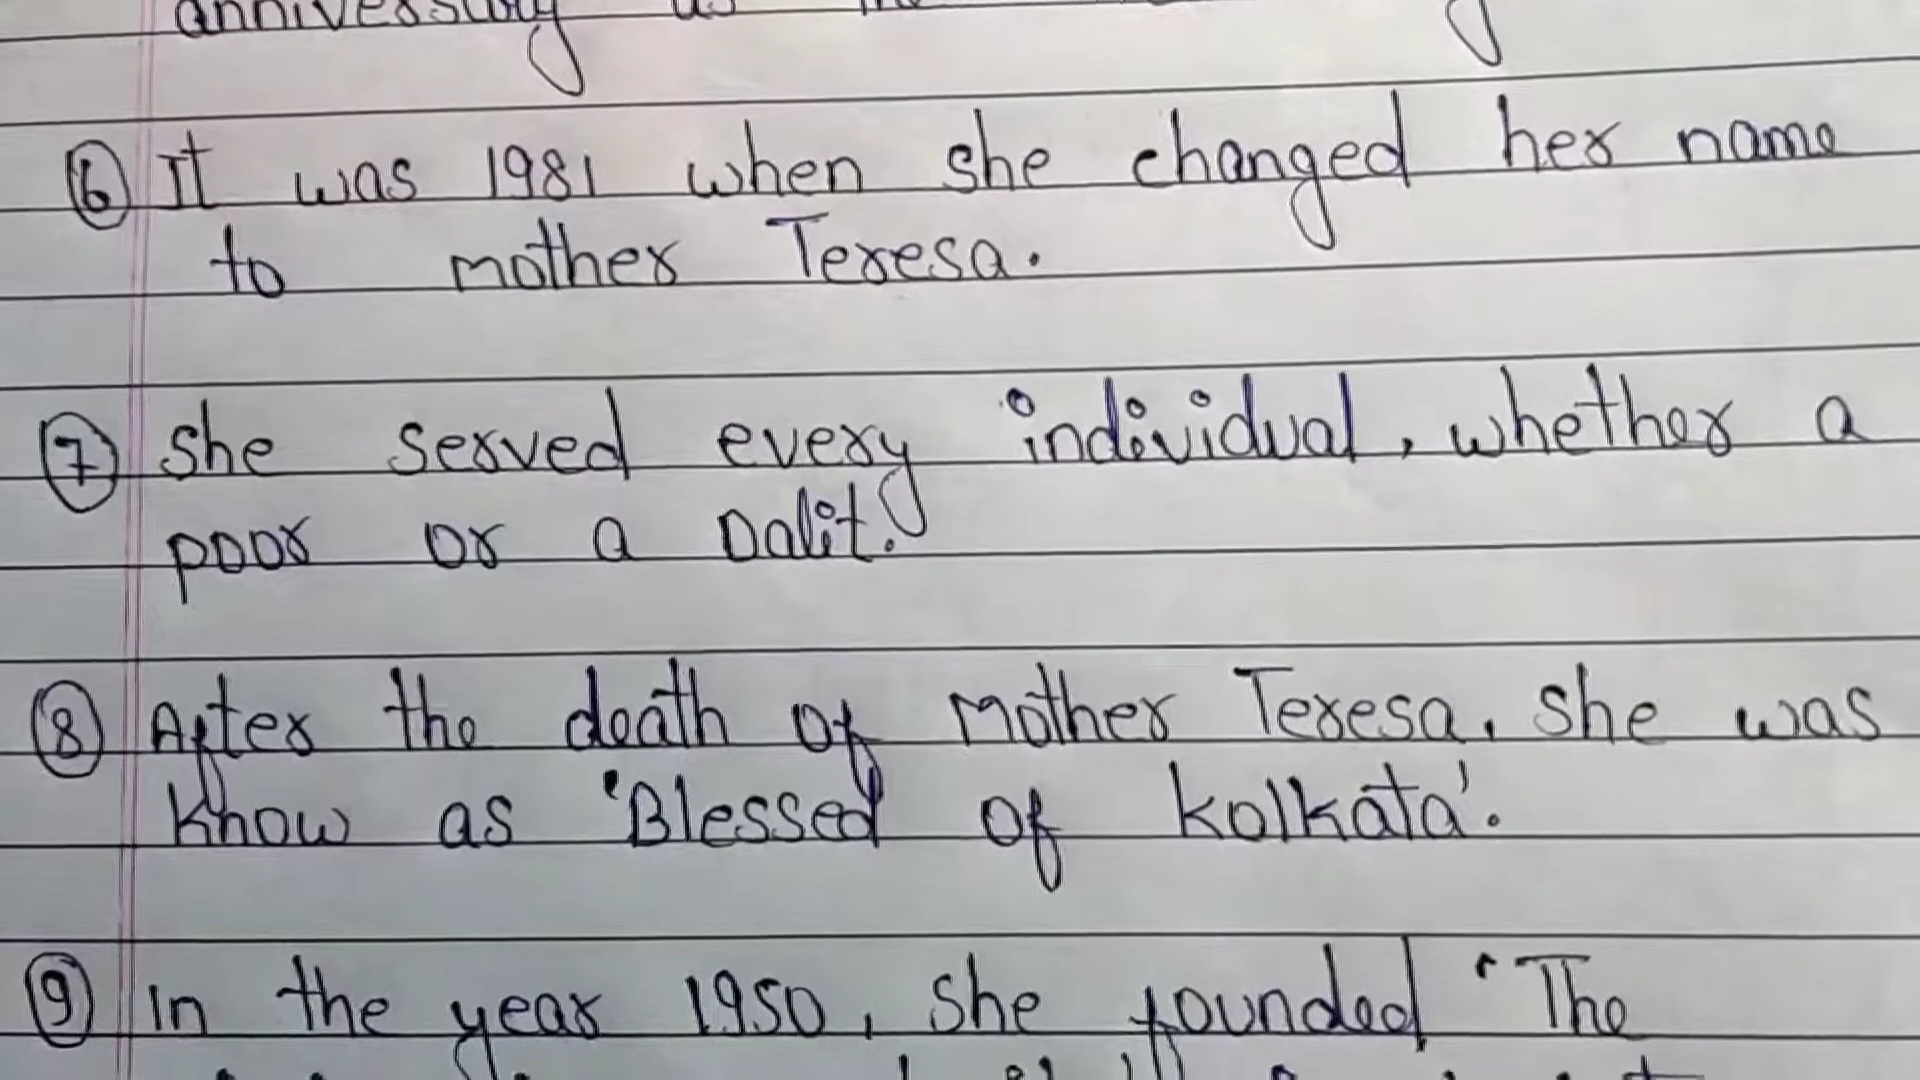 anniversary as the
⑥ It was 1981 when she changed her name
to mother Teresa.
⑦ She served every individual, whether a
poor or a Dalit.
⑧ After the death of Mother Teresa, she was
know as 'Blessed of Kolkata'.
⑨ In the year 1950, she founded 'The